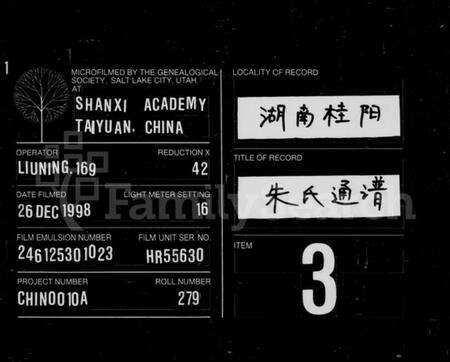 1
MICROFILMED BY THE GENEALOGICAL
SOCIETY, SALT LAKE CITY, UTAH
AT
SHANXI ACADEMY
TAIYUAN, CHINA
OPERATOR REDUCTION X
LIUNING, 169 42
DATE FILMED LIGHT METER SETTING
26 DEC 1998 16
FILM EMULSION NUMBER FILM UNIT SER. NO.
246125301023 HR55630
PROJECT NUMBER ROLL NUMBER
CHIN0010A 279
LOCALITY OF RECORD
湖南桂阳
TITLE OF RECORD
朱氏通谱
ITEM
3
FamilySearch